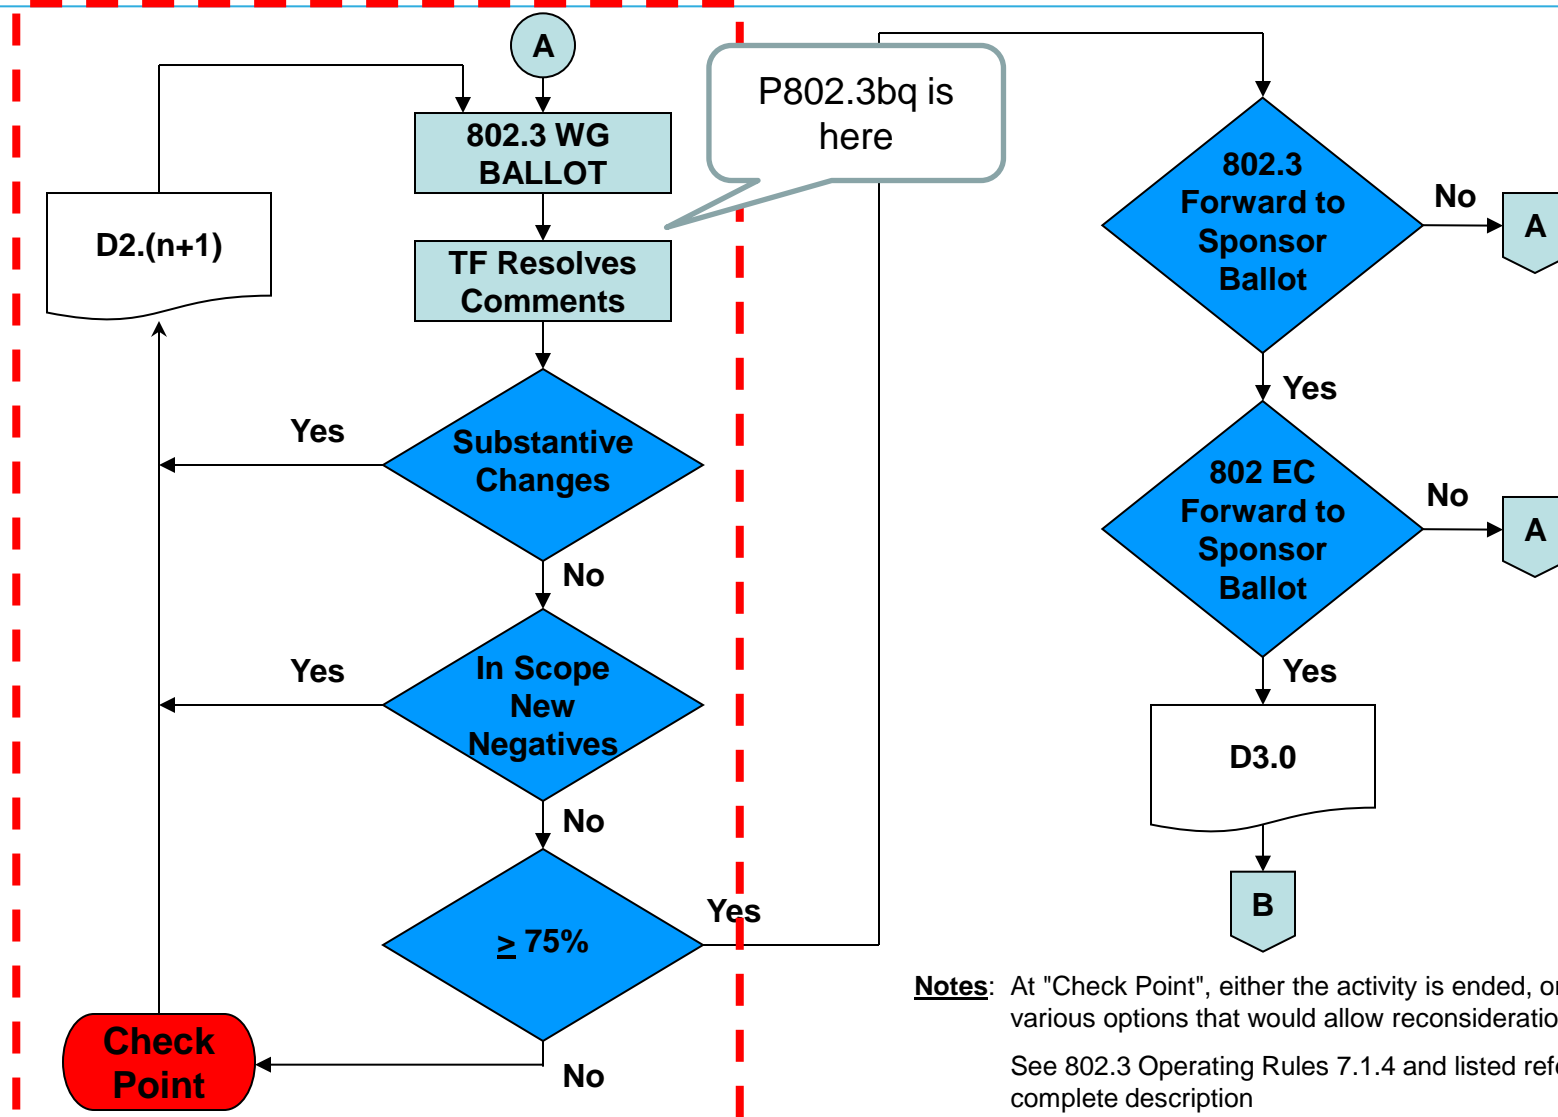 A
802.3 WG
BALLOT
P802.3bq is
here
D2.(n+1)
TF Resolves
Comments
Yes
Substantive
Changes
No
Yes
In Scope
New
Negatives
No
≥ 75%
Yes
No
Check
Point
802.3
Forward to
Sponsor
Ballot
No
A
Yes
802 EC
Forward to
Sponsor
Ballot
No
A
Yes
D3.0
B
Notes: At "Check Point", either the activity is ended, or
various options that would allow
See 802.3 Operating Rules 7.1.4 and listed
complete description